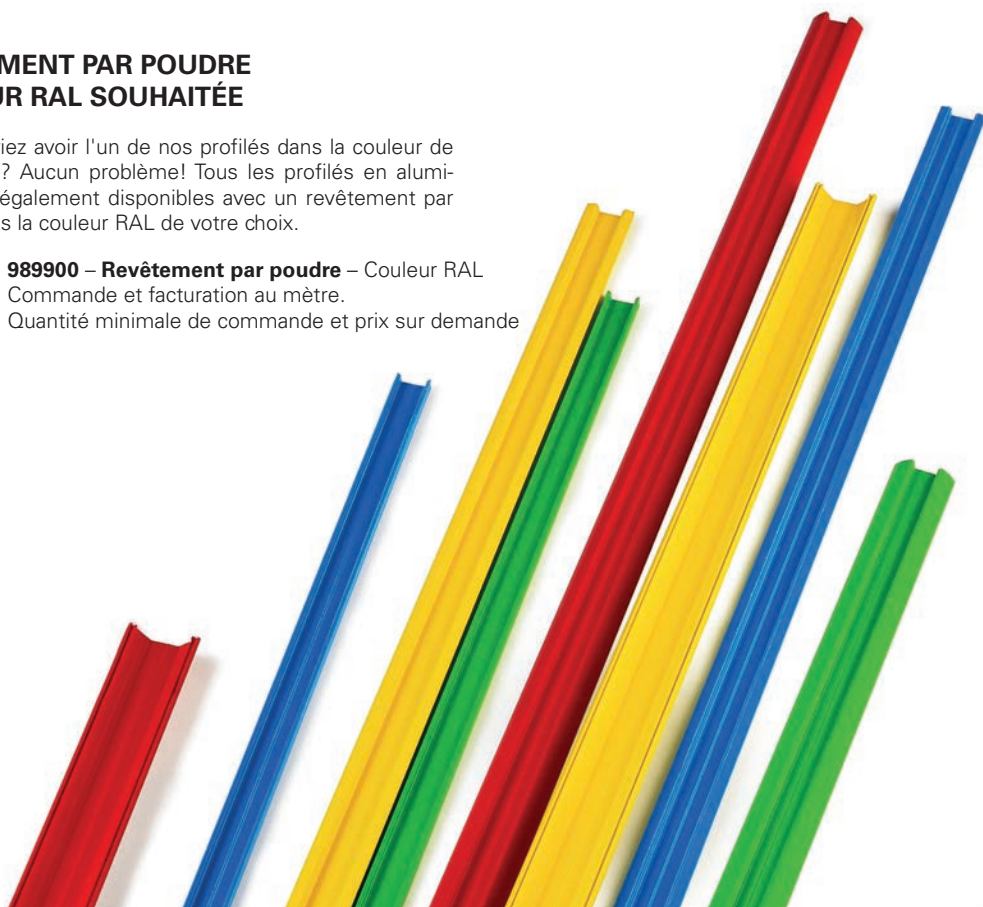 MENT PAR POUDRE
UR RAL SOUHAITÉE
iez avoir l'un de nos profilés dans la couleur de
? Aucun problème! Tous les profilés en alumi-
également disponibles avec un revêtement par
s la couleur RAL de votre choix.
989900 – Revêtement par poudre – Couleur RAL
Commande et facturation au mètre.
Quantité minimale de commande et prix sur demande